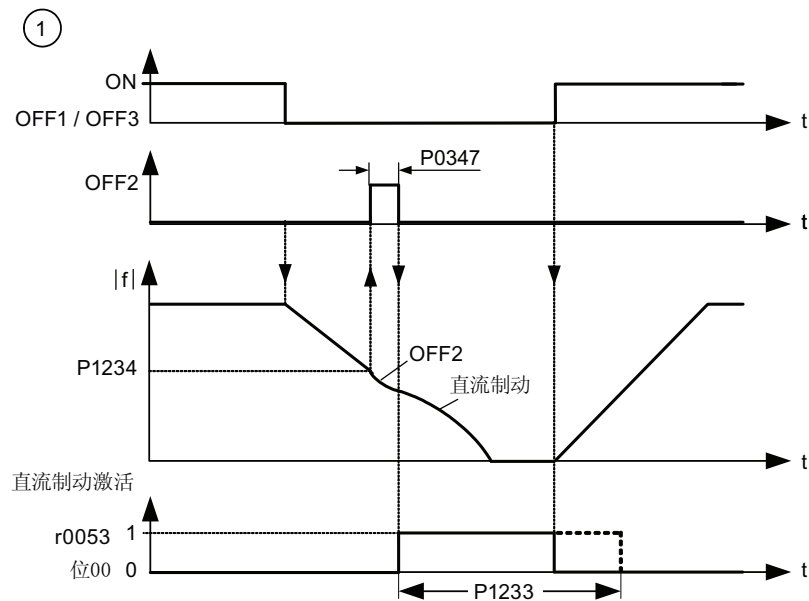 1
ON
OFF1 / OFF3
t
P0347
OFF2
t
|f|
P1234
OFF2
直流制动
t
直流制动激活
r0053 1
位00 0
t
P1233